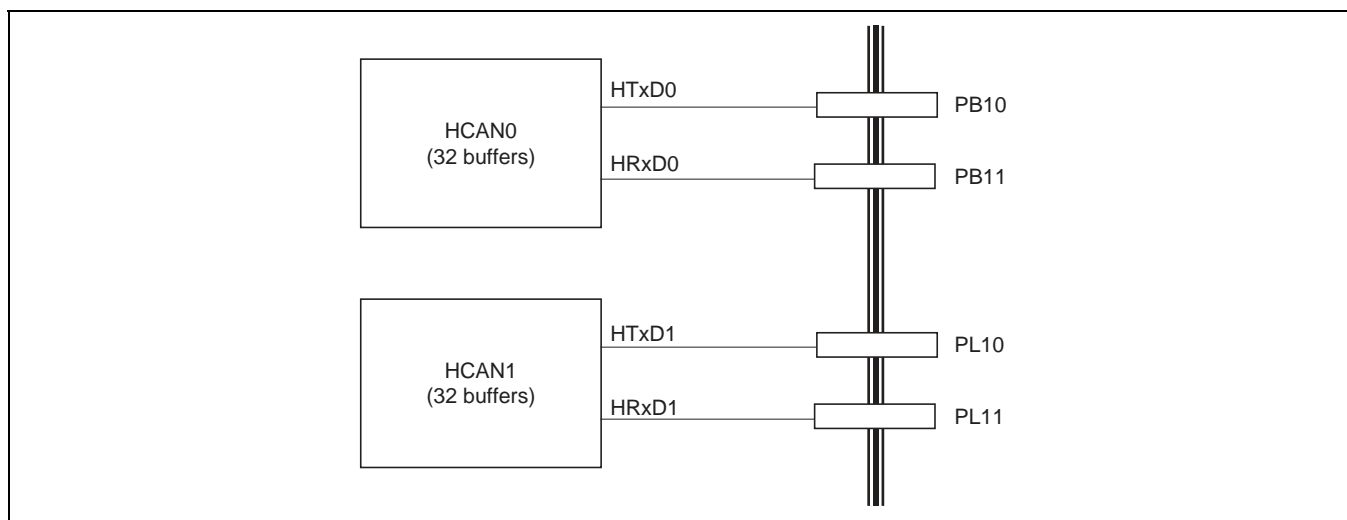 HCAN0
(32 buffers)
HTxD0
PB10
HRxD0
PB11
HCAN1
(32 buffers)
HTxD1
PL10
HRxD1
PL11